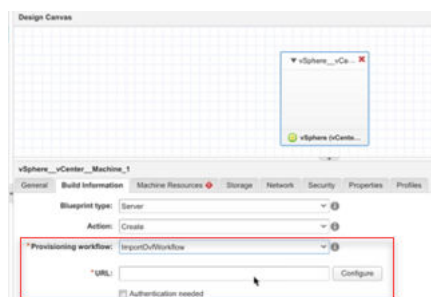 Design Canvas
vSphere__vCe...
vSphere (vCente...
vSphere__vCenter__Machine_1
General Build Information Machine Resources Storage Network Security Properties Profiles
Blueprint type: Server
Action: Create
*Provisioning workflow: ImportOvfWorkflow
*URL: Configure
Authentication needed